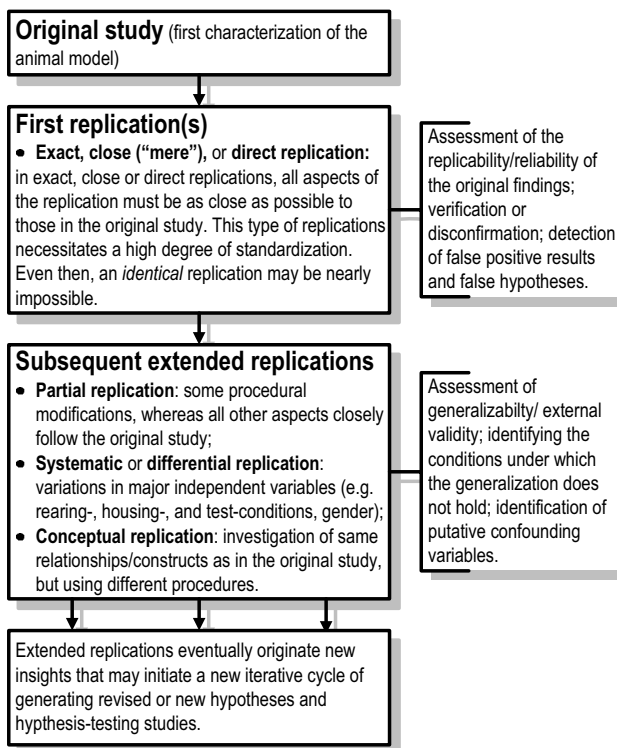 Original study (first characterization of the
animal model)
First replication(s)
• Exact, close (“mere”), or direct replication:
in exact, close or direct replications, all aspects of
the replication must be as close as possible to
those in the original study. This type of replications
necessitates a high degree of standardization.
Even then, an identical replication may be nearly
impossible.
Assessment of the
replicability/reliability of
the original findings;
verification or
disconfirmation; detection
of false positive results
and false hypotheses.
Subsequent extended replications
• Partial replication: some procedural
modifications, whereas all other aspects closely
follow the original study;
• Systematic or differential replication:
variations in major independent variables (e.g.
rearing-, housing-, and test-conditions, gender);
• Conceptual replication: investigation of same
relationships/constructs as in the original study,
but using different procedures.
Assessment of
generalizabilty/ external
validity; identifying the
conditions under which
the generalization does
not hold; identification of
putative confounding
variables.
Extended replications eventually originate new
insights that may initiate a new iterative cycle of
generating revised or new hypotheses and
hypthesis-testing studies.